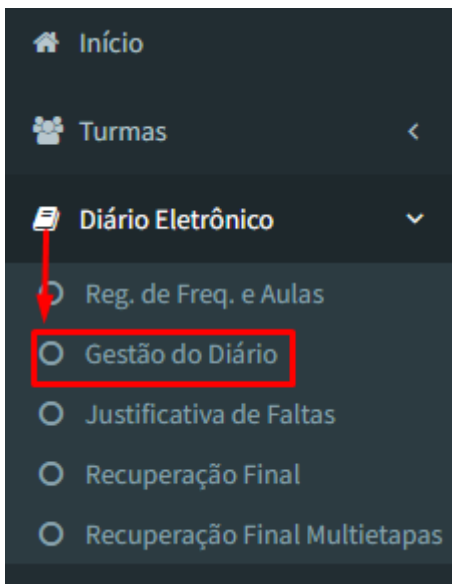 Início
Turmas
Diário Eletrônico
Reg. de Freq. e Aulas
Gestão do Diário
Justificativa de Faltas
Recuperação Final
Recuperação Final Multietapas